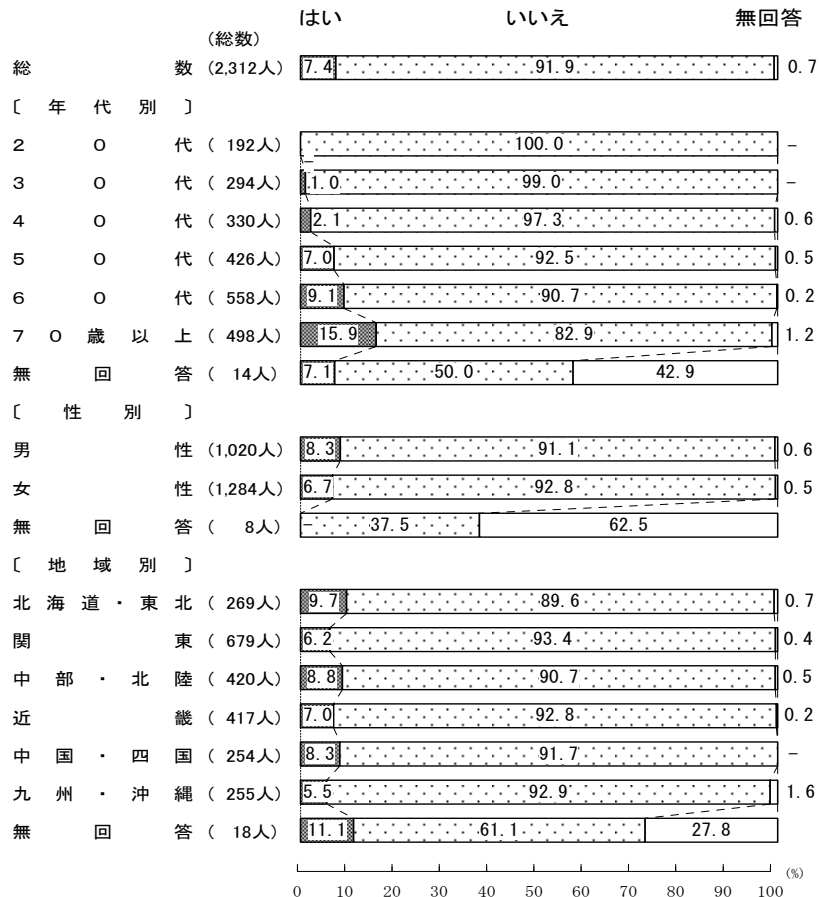 はい いいえ 無回答
(総数)
総数 (2,312人) 7.4 91.9 0.7
〔年代別〕
20代 (192人) － 100.0 －
30代 (294人) 1.0 99.0 －
40代 (330人) 2.1 97.3 0.6
50代 (426人) 7.0 92.5 0.5
60代 (558人) 9.1 90.7 0.2
70歳以上 (498人) 15.9 82.9 1.2
無回答 (14人) 7.1 50.0 42.9
〔性別〕
男性 (1,020人) 8.3 91.1 0.6
女性 (1,284人) 6.7 92.8 0.5
無回答 (8人) － 37.5 62.5
〔地域別〕
北海道・東北 (269人) 9.7 89.6 0.7
関東 (679人) 6.2 93.4 0.4
中部・北陸 (420人) 8.8 90.7 0.5
近畿 (417人) 7.0 92.8 0.2
中国・四国 (254人) 8.3 91.7 －
九州・沖縄 (255人) 5.5 92.9 1.6
無回答 (18人) 11.1 61.1 27.8
0 10 20 30 40 50 60 70 80 90 100 (%)